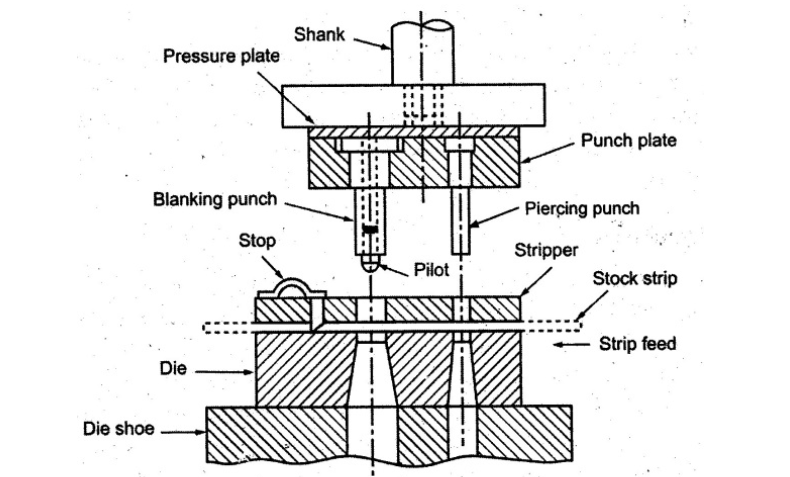 Shank
Pressure plate
Punch plate
Blanking punch
Piercing punch
Stop
Pilot
Stripper
Stock strip
Strip feed
Die
Die shoe